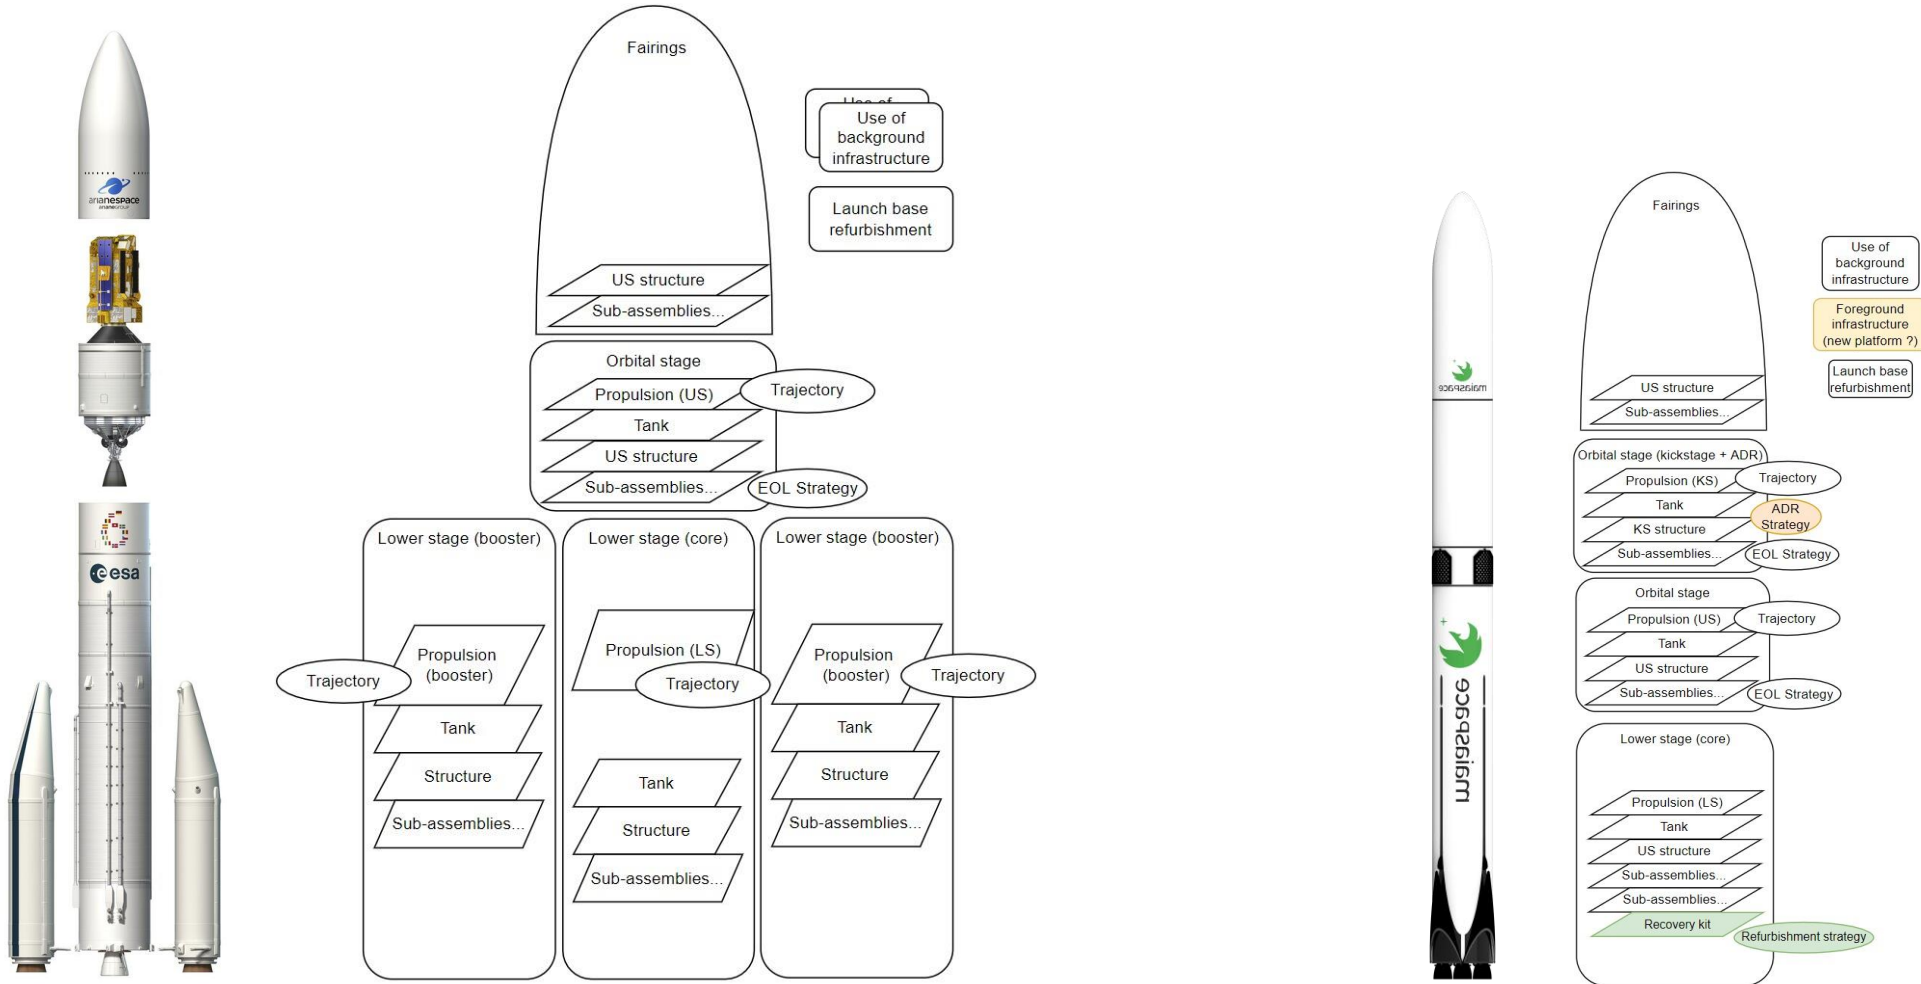 arianespace
arianeGROUP
esa
Fairings
Use of
Use of
background
infrastructure
Launch base
refurbishment
US structure
Sub-assemblies...
Orbital stage
Propulsion (US)
Trajectory
Tank
US structure
Sub-assemblies...
EOL Strategy
Lower stage (booster)
Propulsion
(booster)
Trajectory
Tank
Structure
Sub-assemblies...
Lower stage (core)
Propulsion (LS)
Trajectory
Tank
Structure
Sub-assemblies...
Lower stage (booster)
Propulsion
(booster)
Trajectory
Tank
Structure
Sub-assemblies...
maiaspace
maiaspace
Fairings
Use of
background
infrastructure
Foreground
infrastructure
(new platform ?)
Launch base
refurbishment
US structure
Sub-assemblies...
Orbital stage (kickstage + ADR)
Propulsion (KS)
Trajectory
Tank
ADR
Strategy
KS structure
Sub-assemblies...
EOL Strategy
Orbital stage
Propulsion (US)
Trajectory
Tank
US structure
Sub-assemblies...
EOL Strategy
Lower stage (core)
Propulsion (LS)
Tank
US structure
Sub-assemblies...
Sub-assemblies...
Recovery kit
Refurbishment strategy